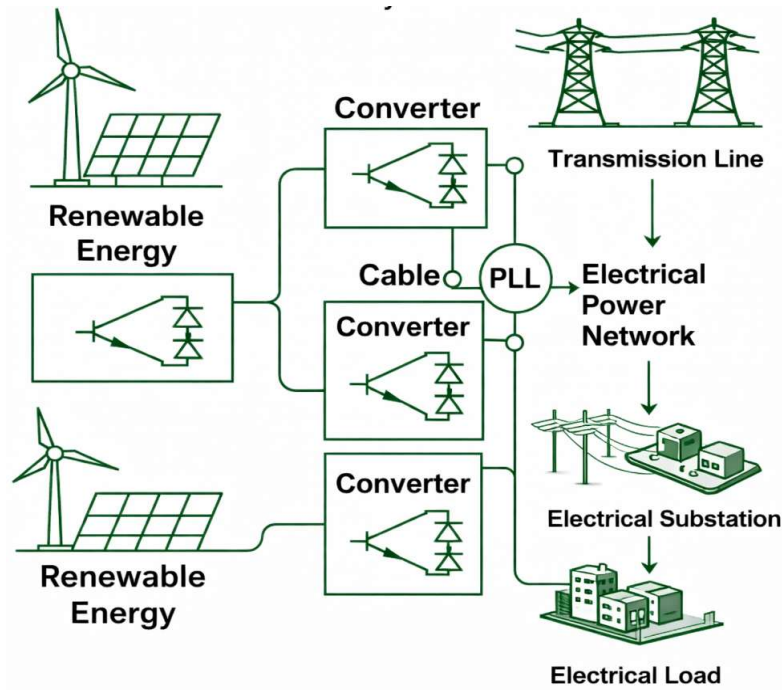 Converter
Transmission Line
Renewable
Energy
Cable
PLL
Electrical
Power
Network
Converter
Converter
Electrical Substation
Renewable
Energy
Electrical Load